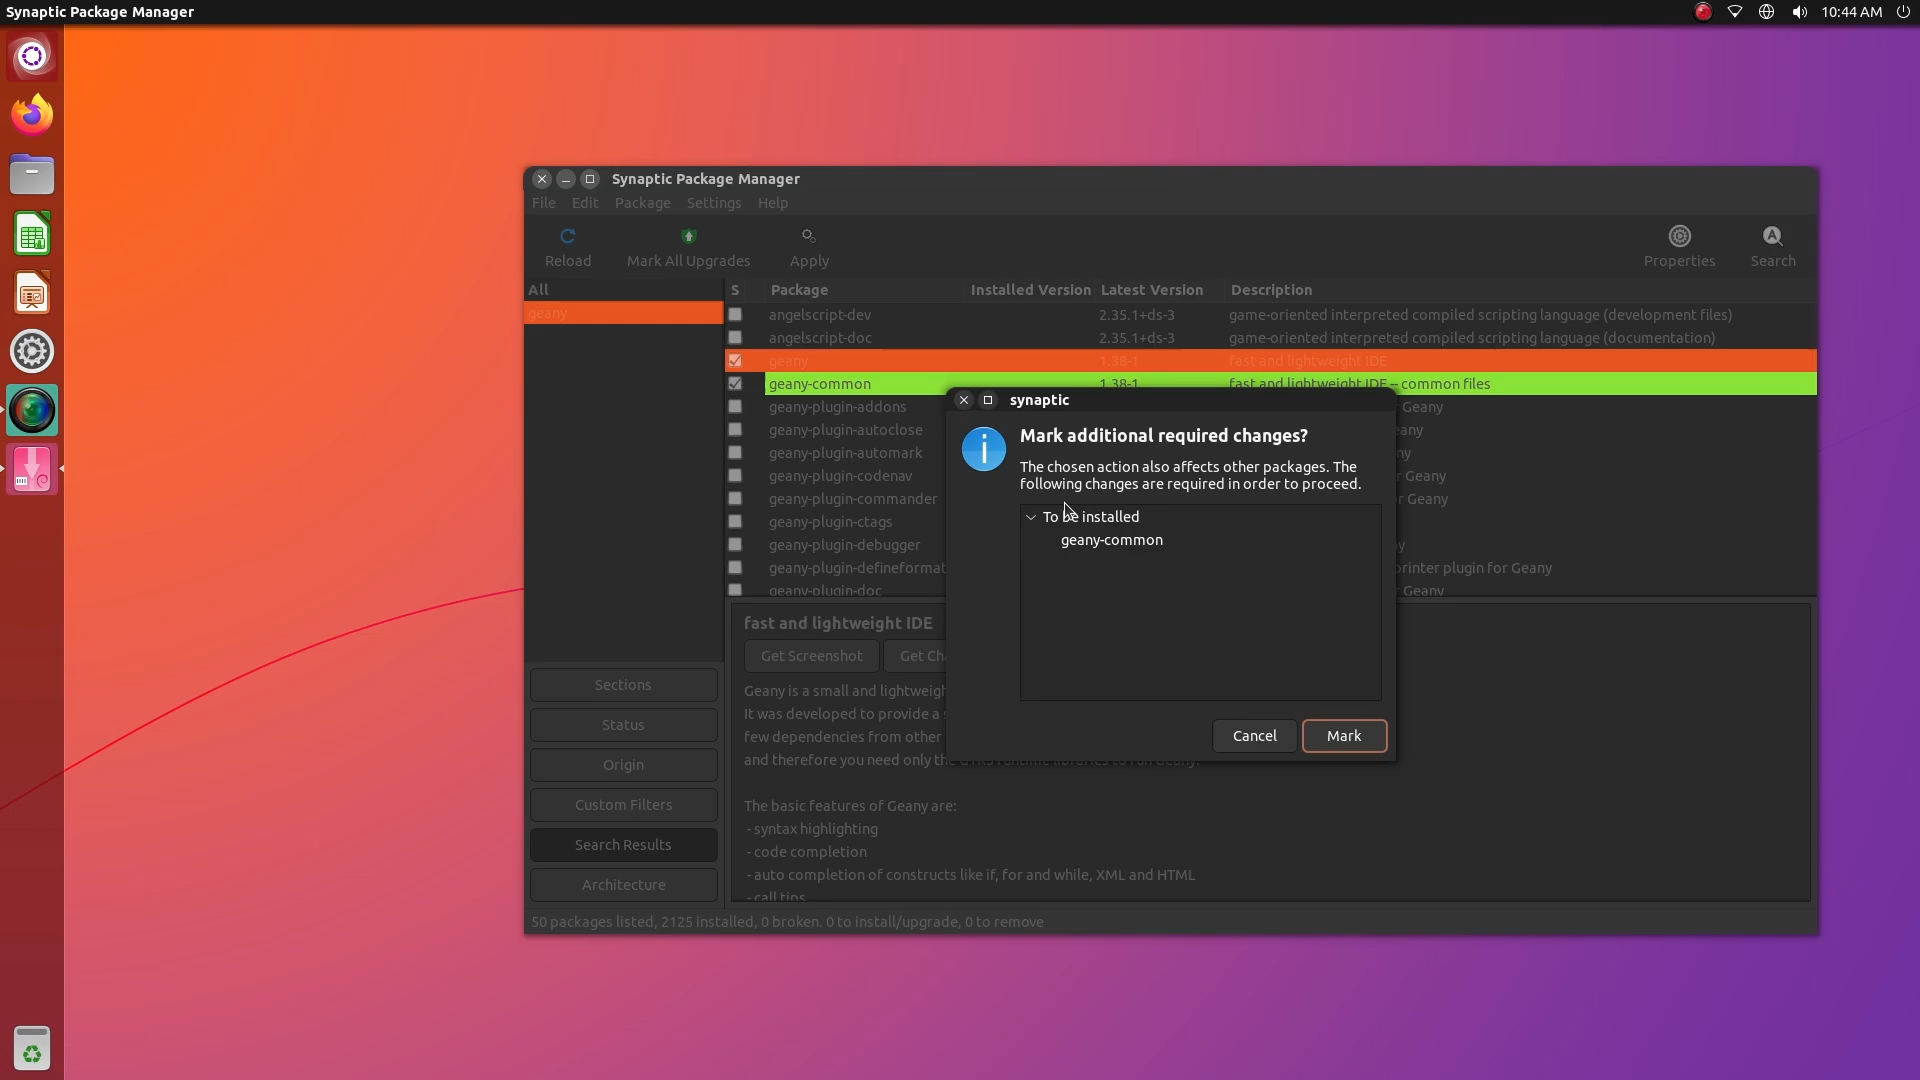 Synaptic Package Manager
10:44 AM
Synaptic Package Manager
File Edit Package Settings Help
Reload Mark All Upgrades Apply Properties Search
All
geany
S Package Installed Version Latest Version Description
angelscript-dev 2.35.1+ds-3 game-oriented interpreted compiled scripting language (development files)
angelscript-doc 2.35.1+ds-3 game-oriented interpreted compiled scripting language (documentation)
geany 1.38-1 fast and lightweight IDE
geany-common 1.38-1 fast and lightweight IDE -- common files
geany-plugin-addons Geany
geany-plugin-autoclose
geany-plugin-automark
geany-plugin-codenav Geany
geany-plugin-commander Geany
geany-plugin-ctags
geany-plugin-debugger
geany-plugin-defineformat printer plugin for Geany
geany-plugin-doc Geany
synaptic
Mark additional required changes?
The chosen action also affects other packages. The
following changes are required in order to proceed.
To be installed
geany-common
Cancel Mark
fast and lightweight IDE
Get Screenshot Get
Geany is a small and
It was developed to provide a
few dependencies from other
and therefore you need only the GTK3 runtime libraries to run Geany.
The basic features of Geany are:
- syntax highlighting
- code completion
- auto completion of constructs like if, for and while, XML and HTML
- call tips
Sections
Status
Origin
Custom Filters
Search Results
Architecture
50 packages listed, 2125 installed, 0 broken. 0 to install/upgrade, 0 to remove